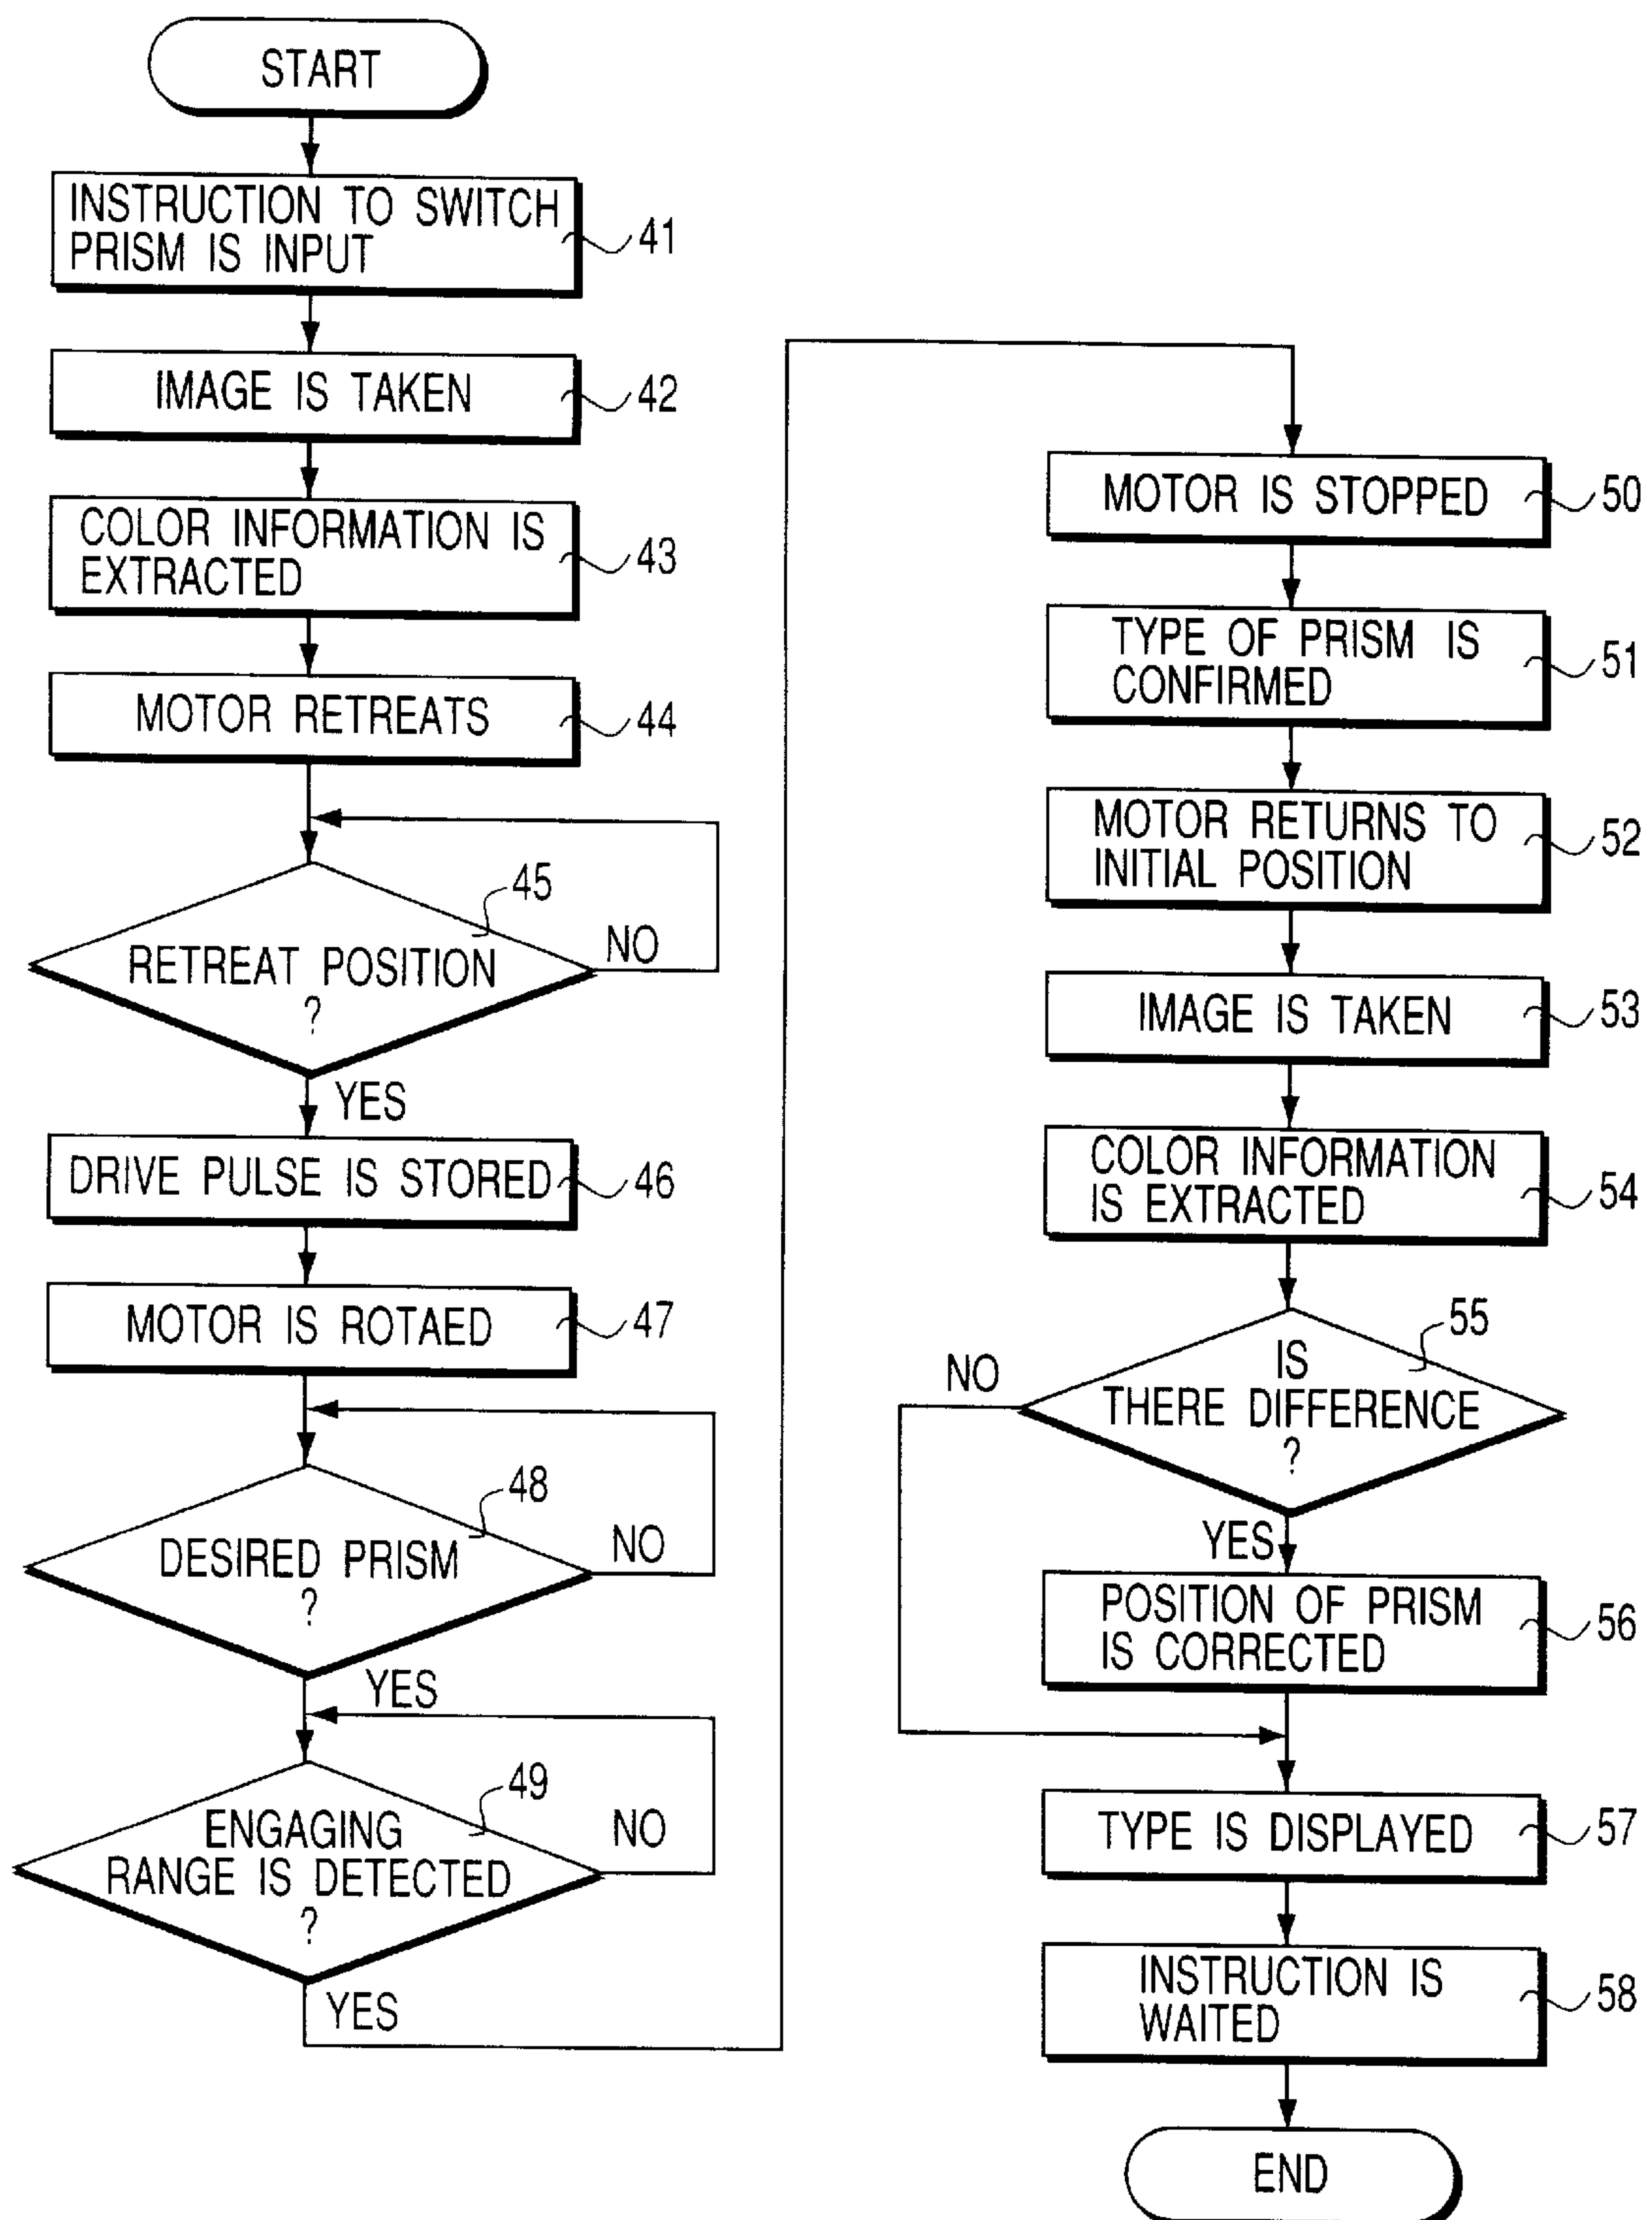 START
INSTRUCTION TO SWITCH
PRISM IS INPUT
41
IMAGE IS TAKEN
42
COLOR INFORMATION IS
EXTRACTED
43
MOTOR RETREATS
44
45
RETREAT POSITION
?
NO
YES
DRIVE PULSE IS STORED
46
MOTOR IS ROTAED
47
48
DESIRED PRISM
?
NO
YES
49
ENGAGING
RANGE IS DETECTED
?
NO
YES
MOTOR IS STOPPED
50
TYPE OF PRISM IS
CONFIRMED
51
MOTOR RETURNS TO
INITIAL POSITION
52
IMAGE IS TAKEN
53
COLOR INFORMATION
IS EXTRACTED
54
55
IS
THERE DIFFERENCE
?
NO
YES
POSITION OF PRISM
IS CORRECTED
56
TYPE IS DISPLAYED
57
INSTRUCTION IS
WAITED
58
END